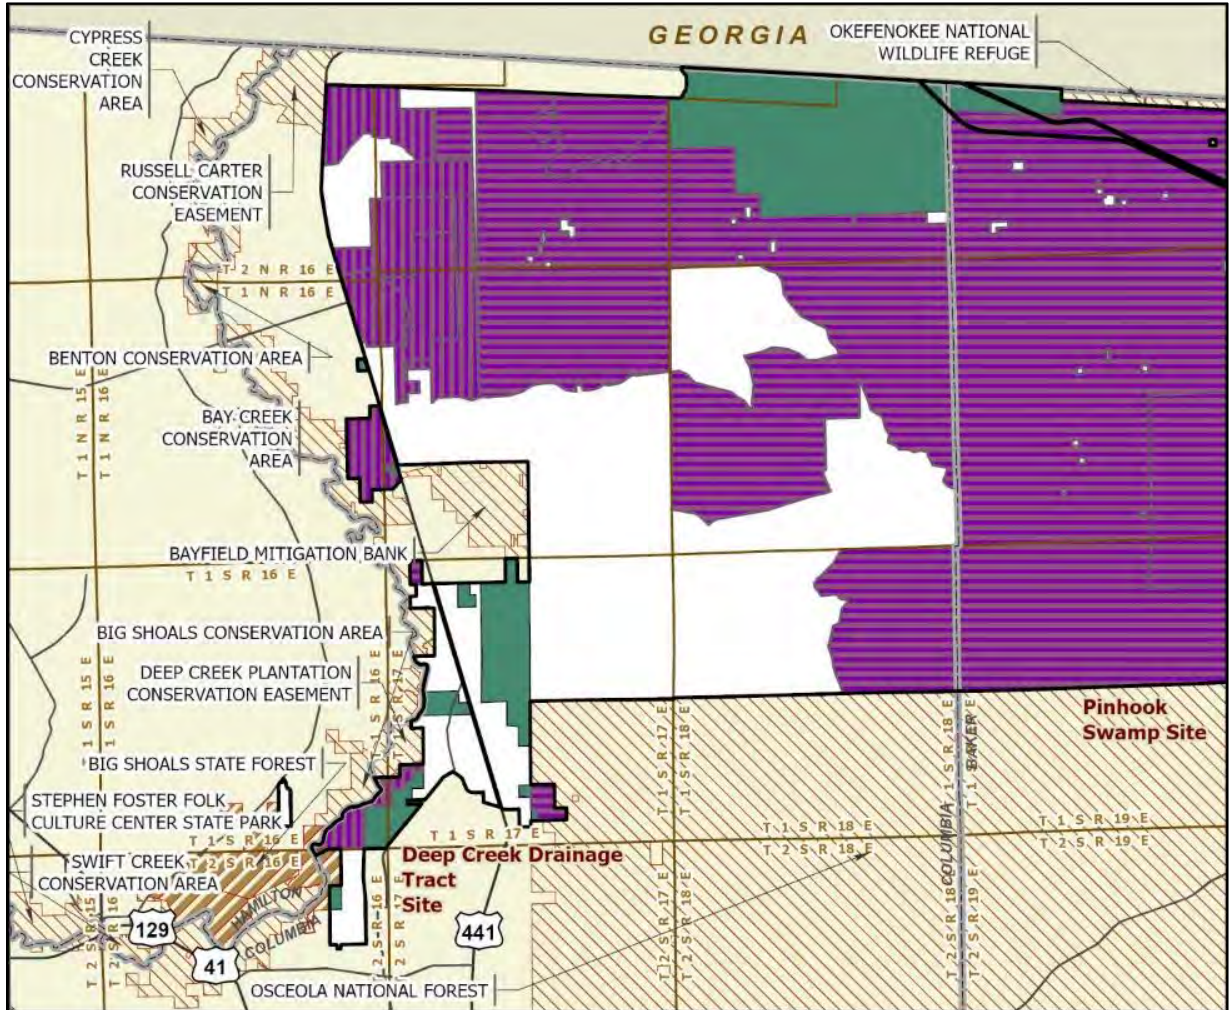 GEORGIA
OKEFENOKEE NATIONAL
WILDLIFE REFUGE
CYPRESS
CREEK
CONSERVATION
AREA
RUSSELL CARTER
CONSERVATION
EASEMENT
T 2 N R 16 E
T 1 N R 16 E
BENTON CONSERVATION AREA
T 1 N R 15 E
T 1 N R 16 E
BAY CREEK
CONSERVATION
AREA
BAYFIELD MITIGATION BANK
T 1 S R 16 E
BIG SHOALS CONSERVATION AREA
DEEP CREEK PLANTATION
CONSERVATION EASEMENT
T 1 S R 15 E
T 1 S R 16 E
T 1 S R 16 E
T 1 S R 17 E
T 1 S R 17 E
T 1 S R 18 E
T 1 S R 18 E
BAKER
T 1 S R 19 E
Pinhook
Swamp Site
BIG SHOALS STATE FOREST
STEPHEN FOSTER FOLK
CULTURE CENTER STATE PARK
T 1 S R 16 E
T 2 S R 16 E
T 1 S R 17 E
T 1 S R 18 E
T 2 S R 18 E
T 1 S R 19 E
T 2 S R 19 E
COLUMBIA
Deep Creek Drainage
Tract
Site
SWIFT CREEK
CONSERVATION AREA
HAMILTON
COLUMBIA
T 2 S R 15 E
T 2 S R 16 E
T 2 S R 16 E
T 2 S R 17 E
T 2 S R 17 E
T 2 S R 18 E
T 2 S R 18 E
T 2 S R 19 E
129
41
441
OSCEOLA NATIONAL FOREST